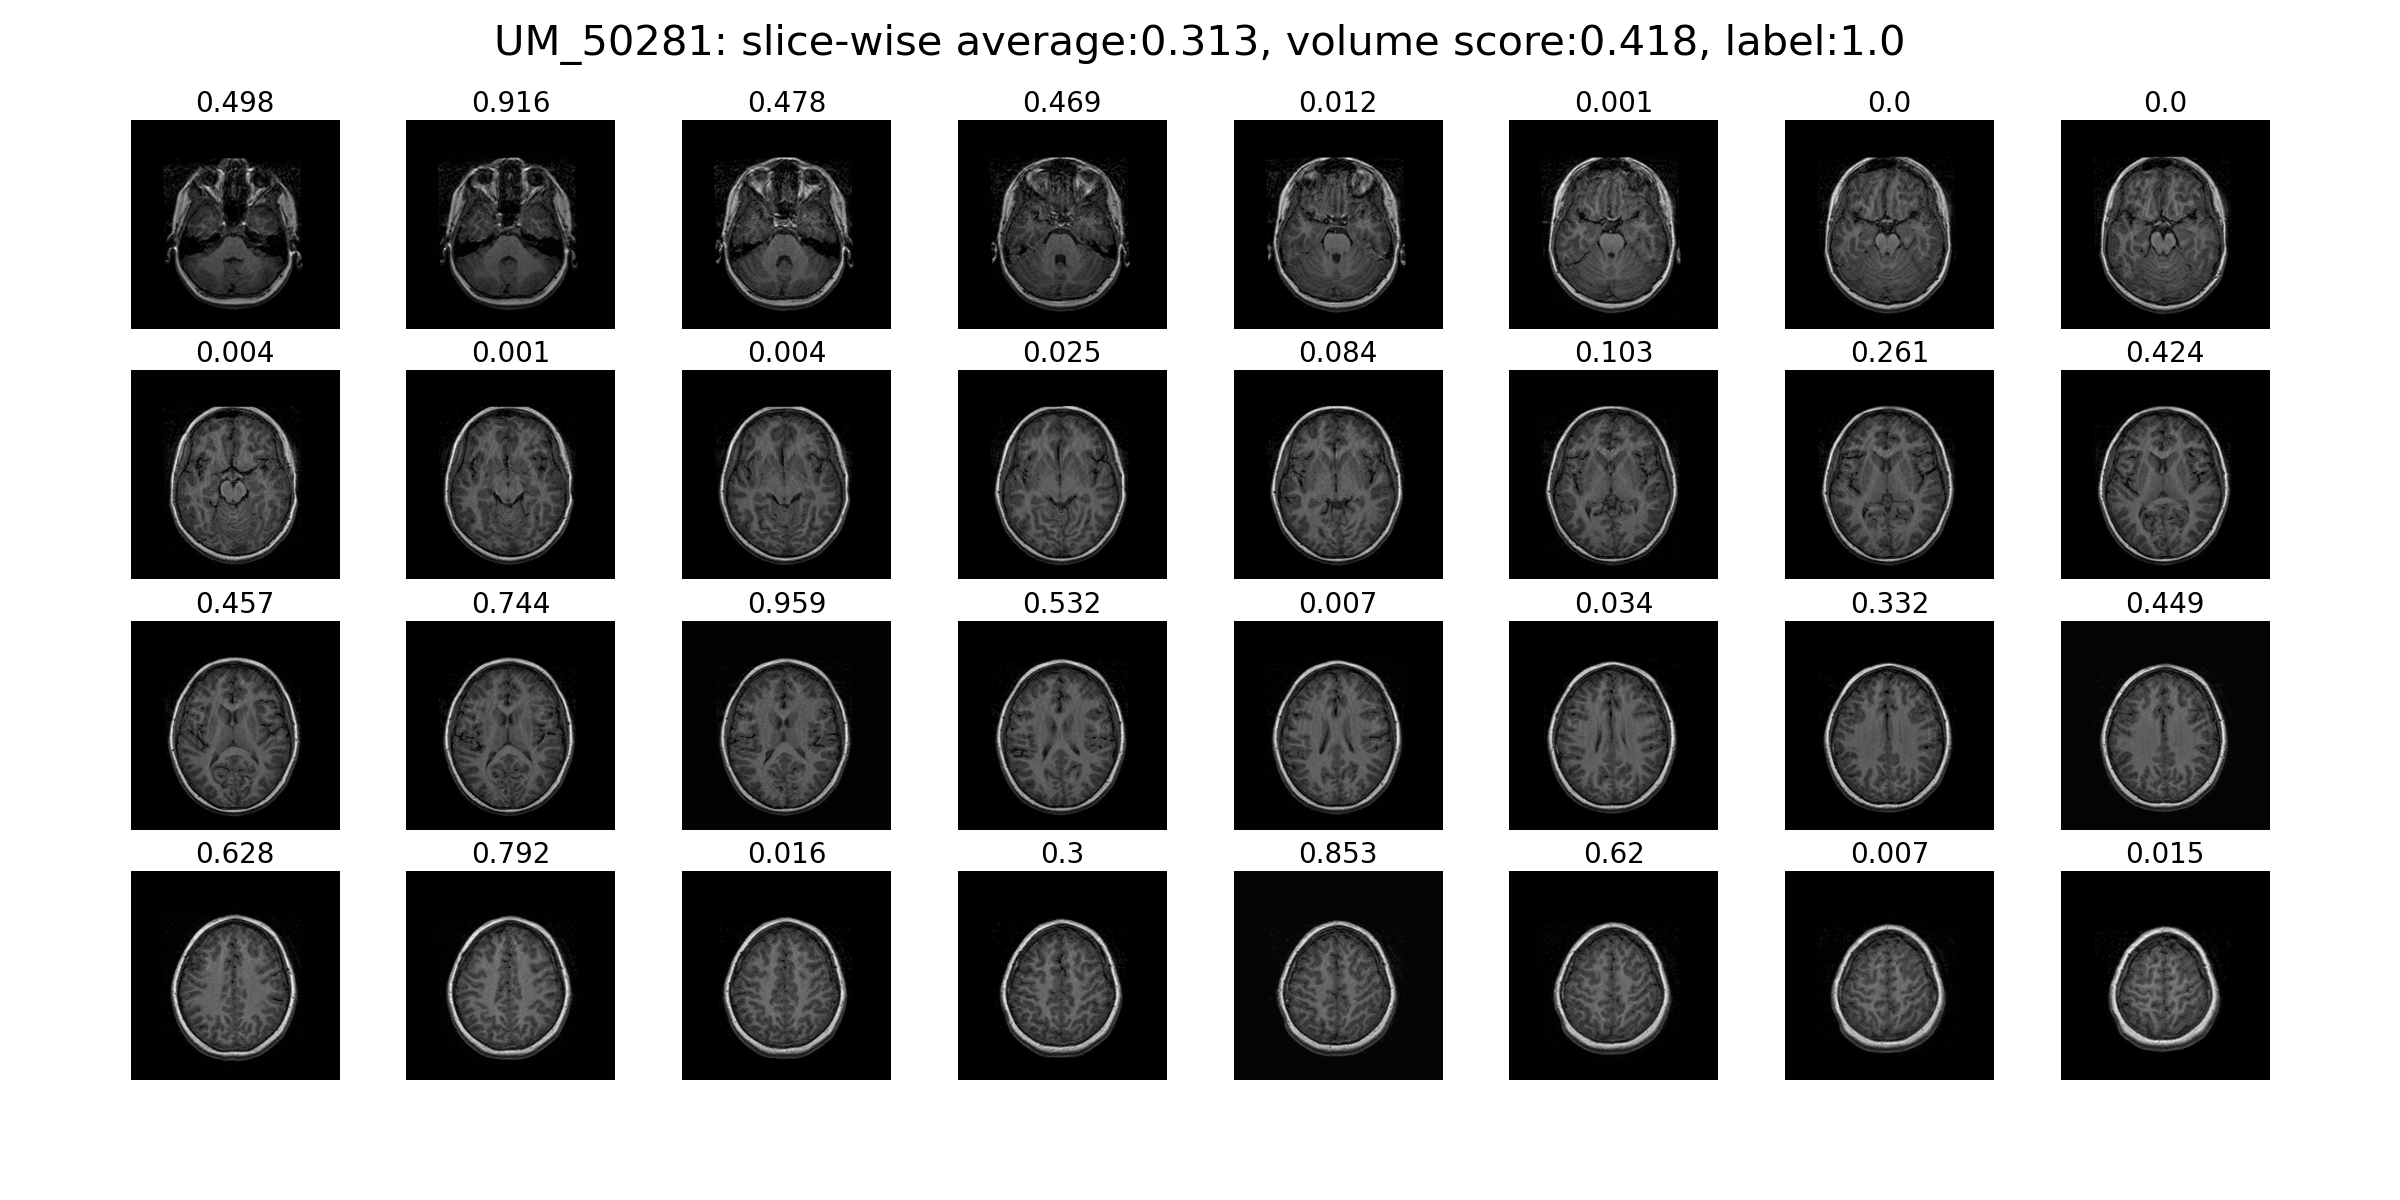 UM_50281: slice-wise average:0.313, volume score:0.418, label:1.0
0.498 0.916 0.478 0.469 0.012 0.001 0.0 0.0
0.004 0.001 0.004 0.025 0.084 0.103 0.261 0.424
0.457 0.744 0.959 0.532 0.007 0.034 0.332 0.449
0.628 0.792 0.016 0.3 0.853 0.62 0.007 0.015